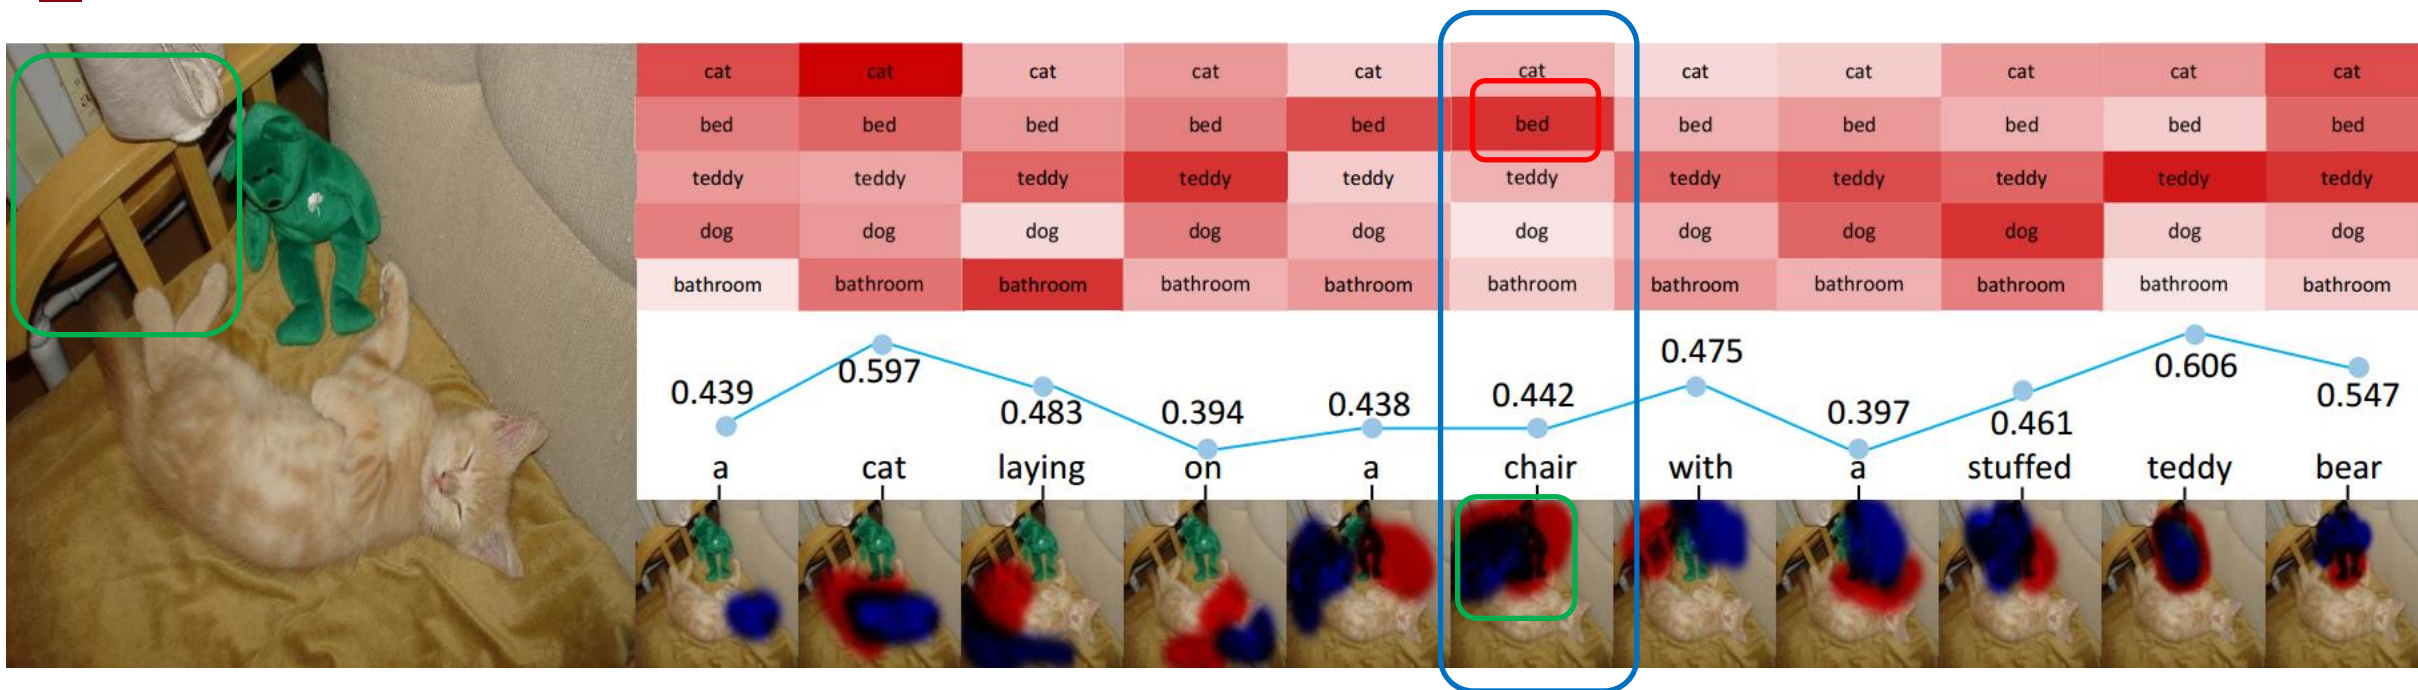 cat cat cat cat cat cat cat cat cat cat cat
bed bed bed bed bed bed bed bed bed bed bed
teddy teddy teddy teddy teddy teddy teddy teddy teddy teddy teddy
dog dog dog dog dog dog dog dog dog dog dog
bathroom bathroom bathroom bathroom bathroom bathroom bathroom bathroom bathroom bathroom bathroom
0.439 0.597 0.483 0.394 0.438 0.442 0.475 0.397 0.461 0.606 0.547
a cat laying on a chair with a stuffed teddy bear